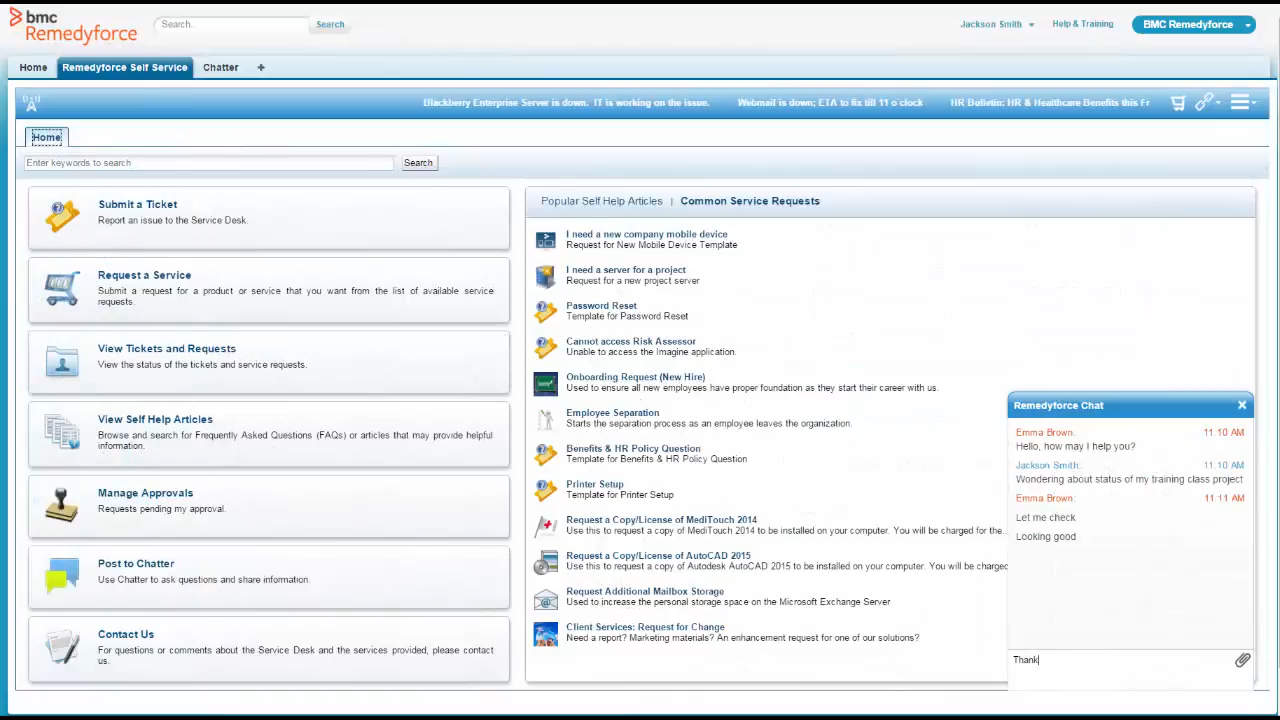 bmc
Remedyforce
Search..
Search
Jackson Smith
Help & Training
BMC Remedyforce
Home
Remedyforce Self Service
Chatter
+
Blackberry Enterprise Server is down. IT is working on the issue.
Webmail is down; ETA to fix till 11 o clock
HR Bulletin: HR & Healthcare Benefits this Fr
Home
Enter keywords to search
Search
Submit a Ticket
Report an issue to the Service Desk.
Request a Service
Submit a request for a product or service that you want from the list of available service
requests.
View Tickets and Requests
View the status of the tickets and service requests.
View Self Help Articles
Browse and search for Frequently Asked Questions (FAQs) or articles that may provide helpful
information.
Manage Approvals
Requests pending my approval.
Post to Chatter
Use Chatter to ask questions and share information.
Contact Us
For questions or comments about the Service Desk and the services provided, please contact
us.
Popular Self Help Articles | Common Service Requests
I need a new company mobile device
Request for New Mobile Device Template
I need a server for a project
Request for a new project server
Password Reset
Template for Password Reset
Cannot access Risk Assessor
Unable to access the Imagine application.
Onboarding Request (New Hire)
Used to ensure all new employees have proper foundation as they start their career with us.
Employee Separation
Starts the separation process as an employee leaves the organization.
Benefits & HR Policy Question
Template for Benefits & HR Policy Question
Printer Setup
Template for Printer Setup
Request a Copy/License of MediTouch 2014
Use this to request a copy of MediTouch 2014 to be installed on your computer. You will be charged for the...
Request a Copy/License of AutoCAD 2015
Use this to request a copy of Autodesk AutoCAD 2015 to be installed on your computer. You will be charged
Request Additional Mailbox Storage
Used to increase the personal storage space on the Microsoft Exchange Server
Client Services: Request for Change
Need a report? Marketing materials? An enhancement request for one of our solutions?
Remedyforce Chat
Emma Brown: 11.10 AM
Hello, how may I help you?
Jackson Smith: 11.10 AM
Wondering about status of my training class project
Emma Brown: 11:11 AM
Let me check
Looking good
Thank